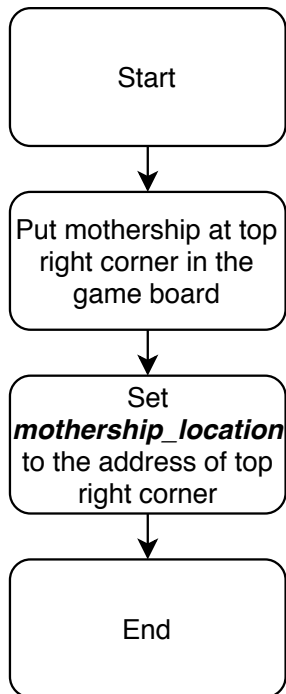 Start
Put mothership at top
right corner in the
game board
Set
mothership_location
to the address of top
right corner
End